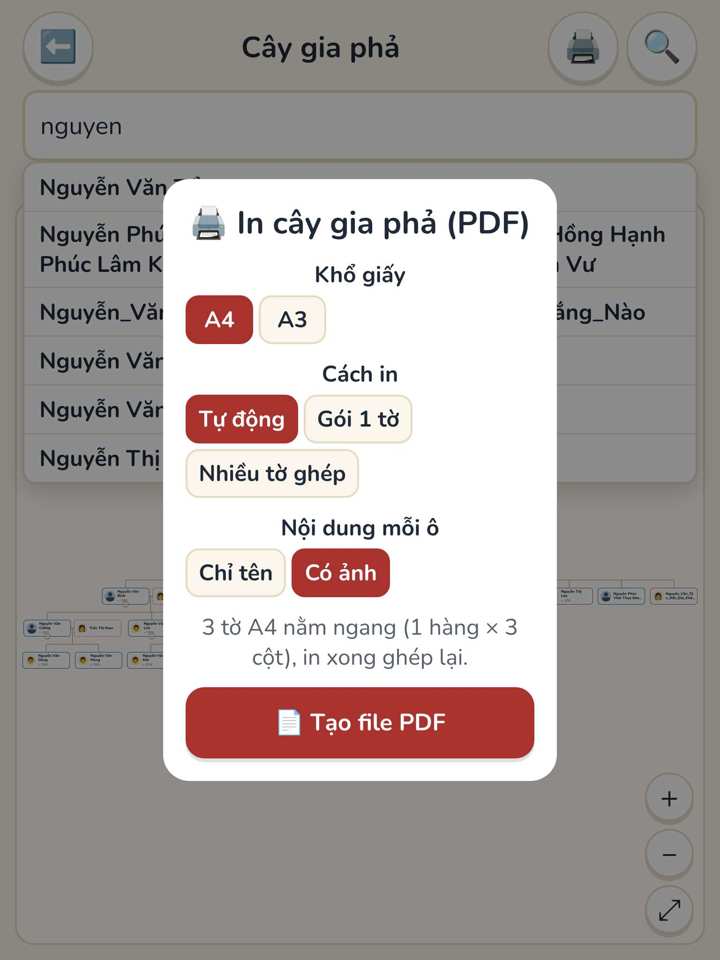 Cây gia phả
nguyen
Nguyễn Văn
Nguyễn Phúc Hồng Hạnh
Phúc Lâm K Vư
Nguyễn_Văn ắng_Nào
Nguyễn Văn
Nguyễn Văn
Nguyễn Thị
In cây gia phả (PDF)
Khổ giấy
A4 A3
Cách in
Tự động Gói 1 tờ
Nhiều tờ ghép
Nội dung mỗi ô
Chỉ tên Có ảnh
3 tờ A4 nằm ngang (1 hàng × 3
cột), in xong ghép lại.
Tạo file PDF